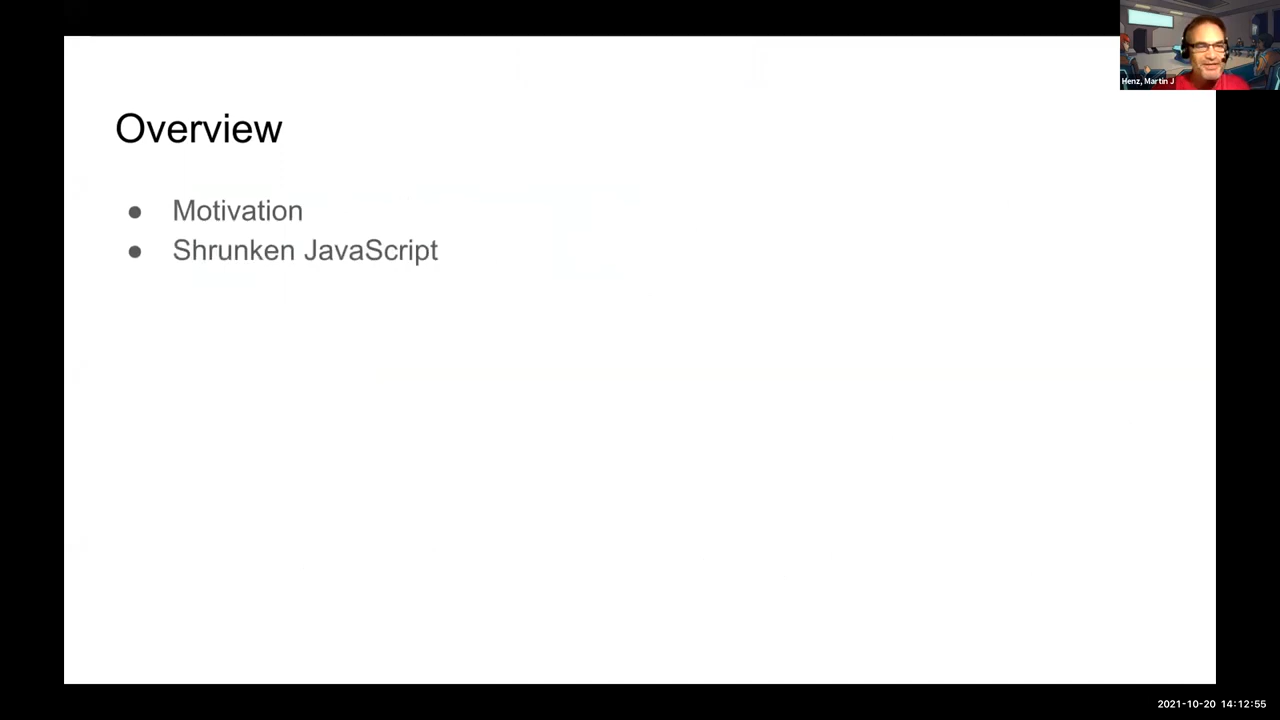 Henz, Martin J
Overview
● Motivation
● Shrunken JavaScript
2021-10-20 14:12:55